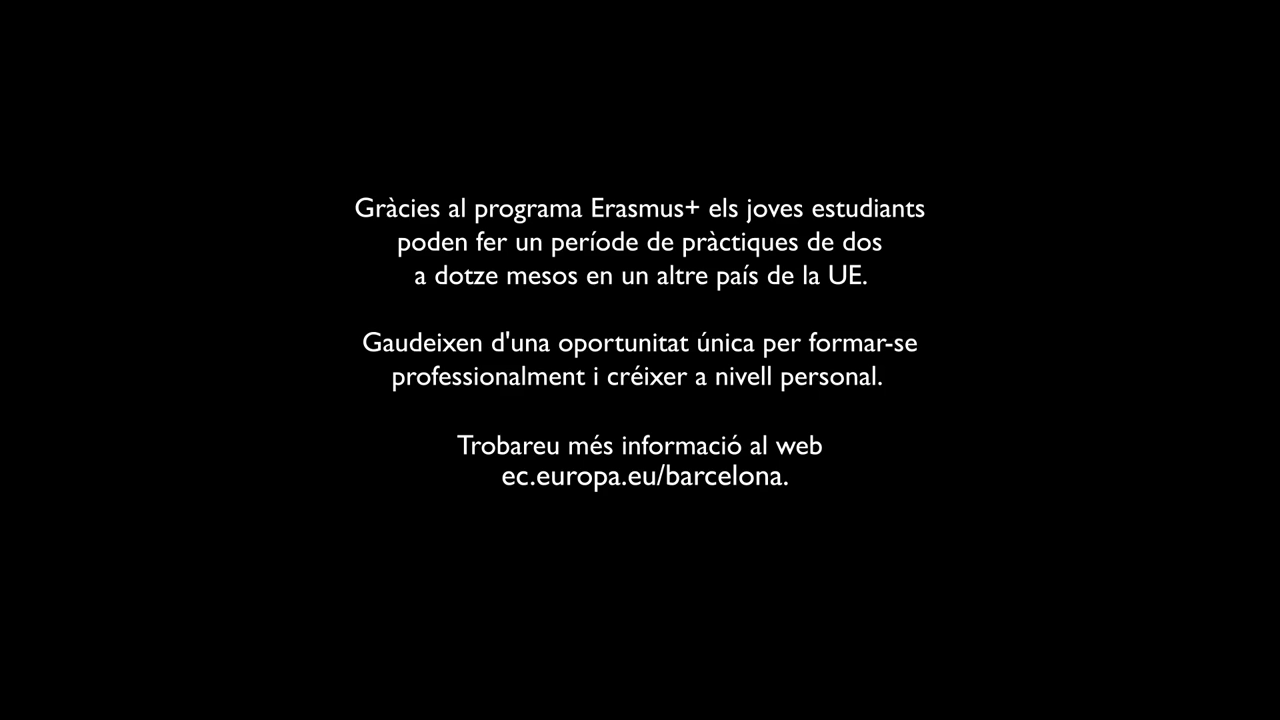 Gràcies al programa Erasmus+ els joves estudiants
poden fer un període de pràctiques de dos
a dotze mesos en un altre país de la UE.
Gaudeixen d'una oportunitat única per formar-se
professionalment i créixer a nivell personal.
Trobareu més informació al web
ec.europa.eu/barcelona.